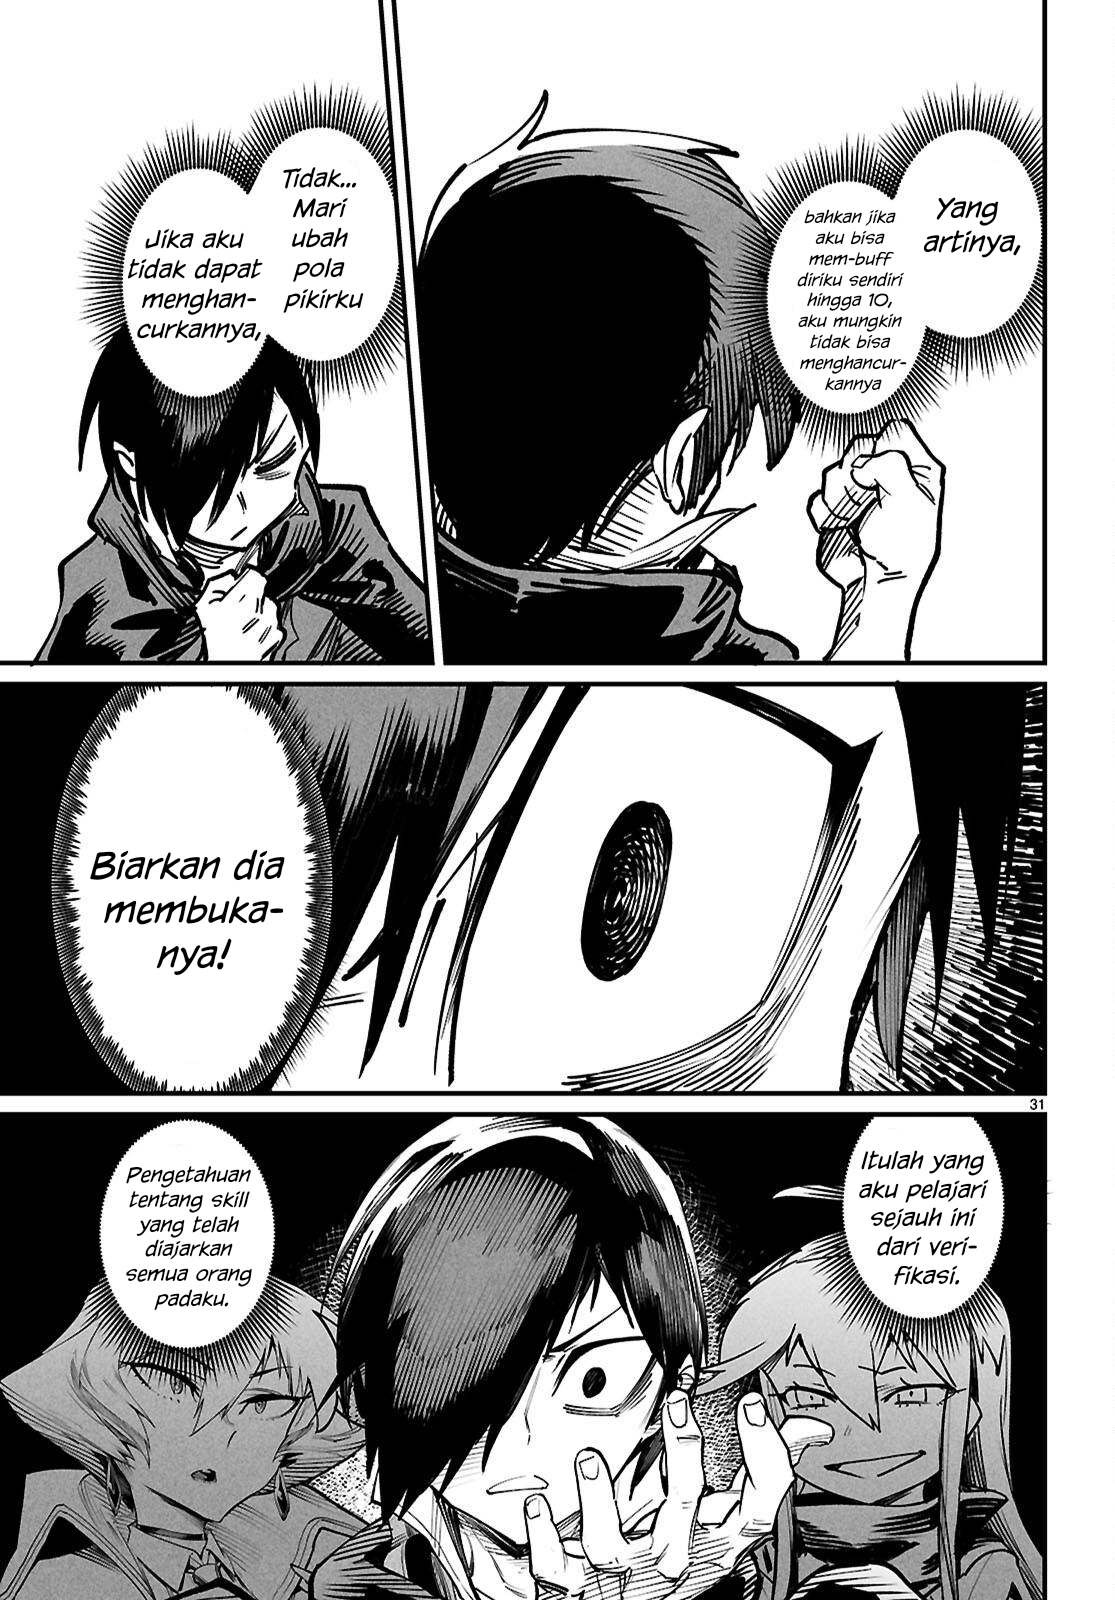 Yang
artinya,
bahkan jika
aku bisa
mem-buff
diriku sendiri
hingga 10,
aku mungkin
tidak bisa
menghancur-
kannya
Tidak...
Mari
ubah
pola
pikirku
Jika aku
tidak dapat
menghan-
curkannya,
Biarkan dia
membuka-
nya!
31
Itulah yang
aku pelajari
sejauh ini
dari veri-
fikasi.
Pengetahuan
tentang skill
yang telah
diajarkan
semua orang
padaku.